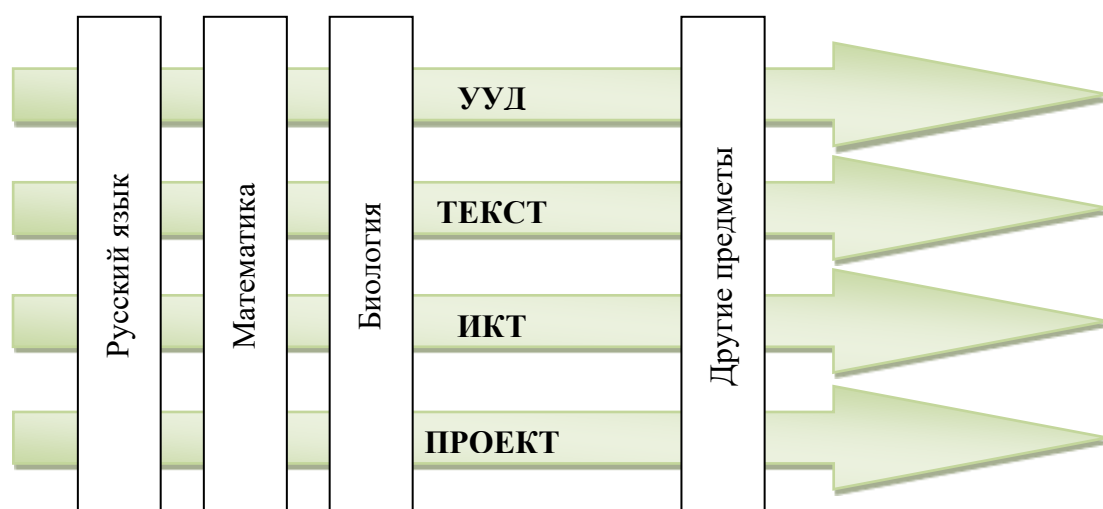 Русский язык
Математика
Биология
Другие предметы
УУД
ТЕКСТ
ИКТ
ПРОЕКТ